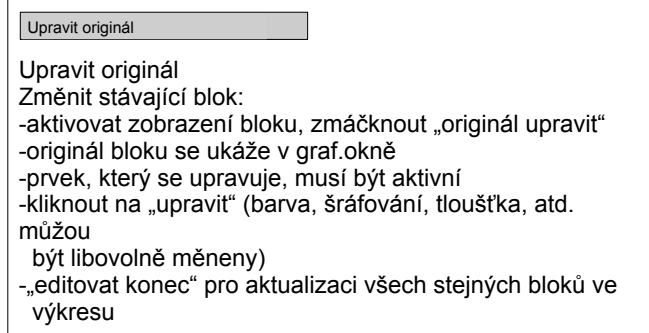 Upravit originál
Upravit originál
Změnit stávající blok:
-aktivovat zobrazení bloku, zmáčknout „originál upravit“
-originál bloku se ukáže v graf.okně
-prvek, který se upravuje, musí být aktivní
-kliknout na „upravit“ (barva, šráfování, tloušťka, atd.
můžou
být libovolně měneny)
-„editovat konec“ pro aktualizaci všech stejných bloků ve
výkresu